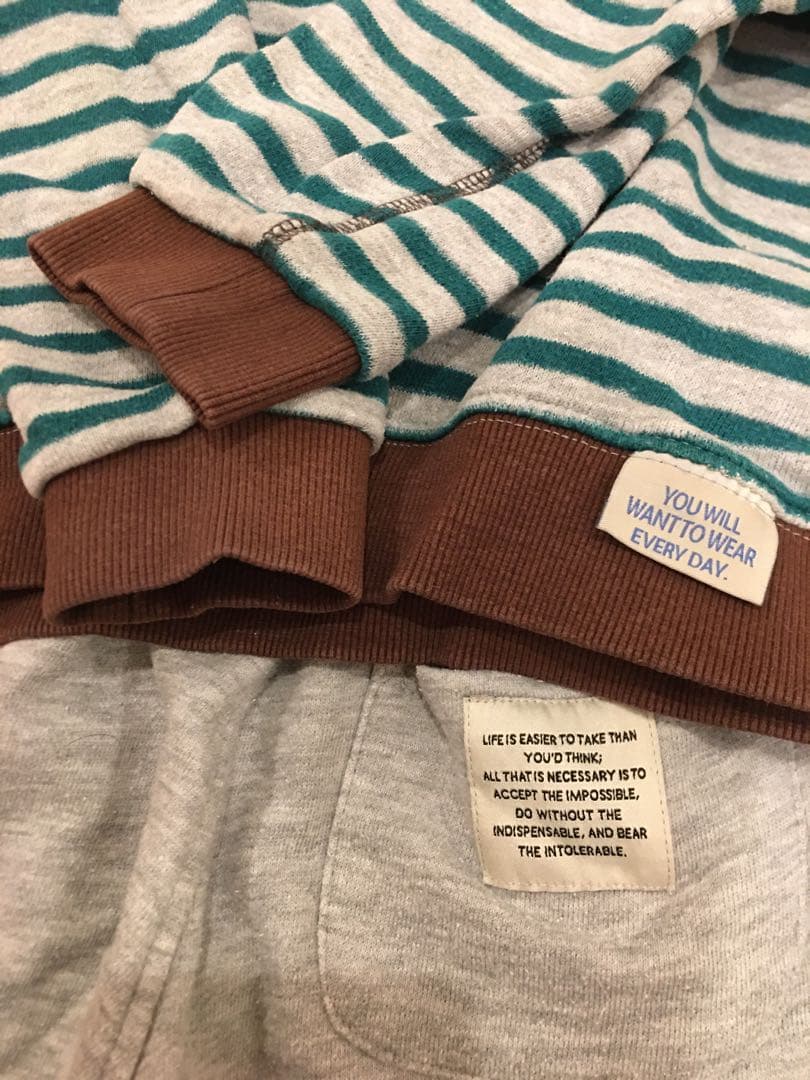 YOU WILL
WANT TO WEAR
EVERY DAY.
LIFE IS EASIER TO TAKE THAN
YOU'D THINK;
ALL THAT IS NECESSARY IS TO
ACCEPT THE IMPOSSIBLE,
DO WITHOUT THE
INDISPENSABLE, AND BEAR
THE INTOLERABLE.